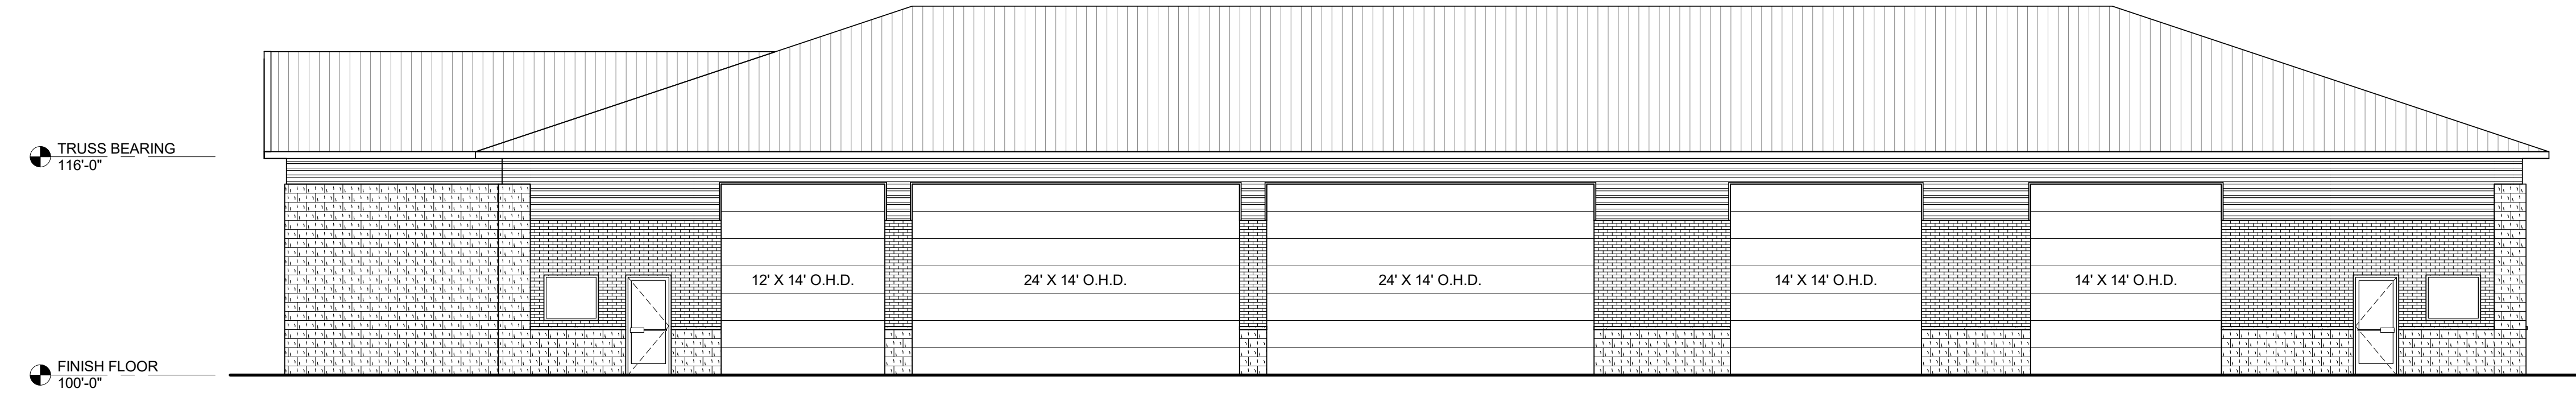 TRUSS BEARING
116'-0"
12' X 14' O.H.D.
24' X 14' O.H.D.
24' X 14' O.H.D.
14' X 14' O.H.D.
14' X 14' O.H.D.
FINISH FLOOR
100'-0"